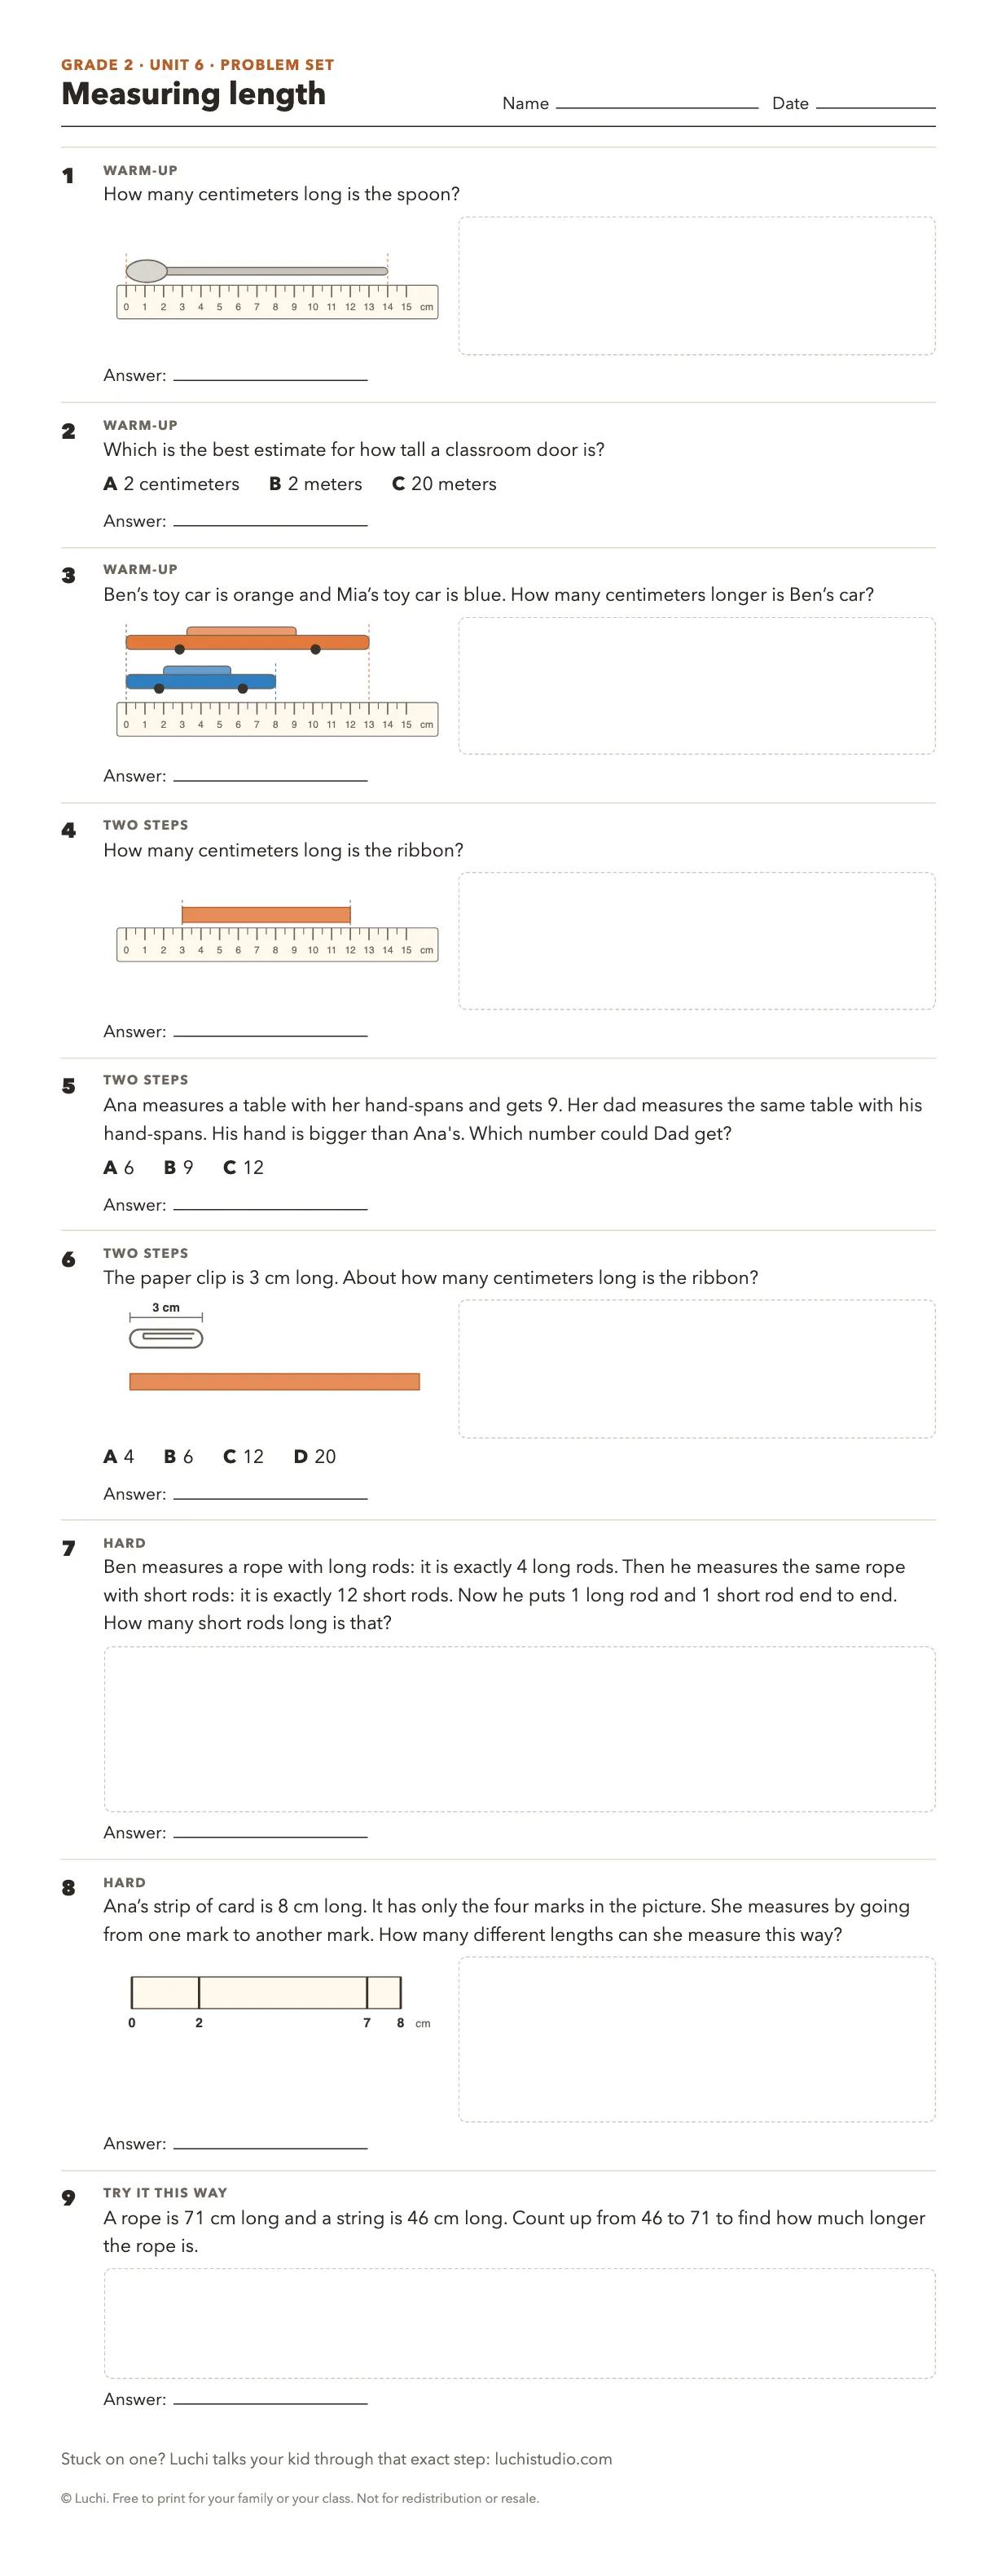 GRADE 2 · UNIT 6 · PROBLEM SET
Measuring length
Name Date
1
WARM-UP
How many centimeters long is the spoon?
0 1 2 3 4 5 6 7 8 9 10 11 12 13 14 15 cm
Answer:
2
WARM-UP
Which is the best estimate for how tall a classroom door is?
A 2 centimeters B 2 meters C 20 meters
Answer:
3
WARM-UP
Ben’s toy car is orange and Mia’s toy car is blue. How many centimeters longer is Ben’s car?
0 1 2 3 4 5 6 7 8 9 10 11 12 13 14 15 cm
Answer:
4
TWO STEPS
How many centimeters long is the ribbon?
0 1 2 3 4 5 6 7 8 9 10 11 12 13 14 15 cm
Answer:
5
TWO STEPS
Ana measures a table with her hand-spans and gets 9. Her dad measures the same table with his
hand-spans. His hand is bigger than Ana's. Which number could Dad get?
A 6 B 9 C 12
Answer:
6
TWO STEPS
The paper clip is 3 cm long. About how many centimeters long is the ribbon?
3 cm
A 4 B 6 C 12 D 20
Answer:
7
HARD
Ben measures a rope with long rods: it is exactly 4 long rods. Then he measures the same rope
with short rods: it is exactly 12 short rods. Now he puts 1 long rod and 1 short rod end to end.
How many short rods long is that?
Answer:
8
HARD
Ana’s strip of card is 8 cm long. It has only the four marks in the picture. She measures by going
from one mark to another mark. How many different lengths can she measure this way?
0 2 7 8 cm
Answer:
9
TRY IT THIS WAY
A rope is 71 cm long and a string is 46 cm long. Count up from 46 to 71 to find how much longer
the rope is.
Answer:
Stuck on one? Luchi talks your kid through that exact step: luchistudio.com
© Luchi. Free to print for your family or your class. Not for redistribution or resale.